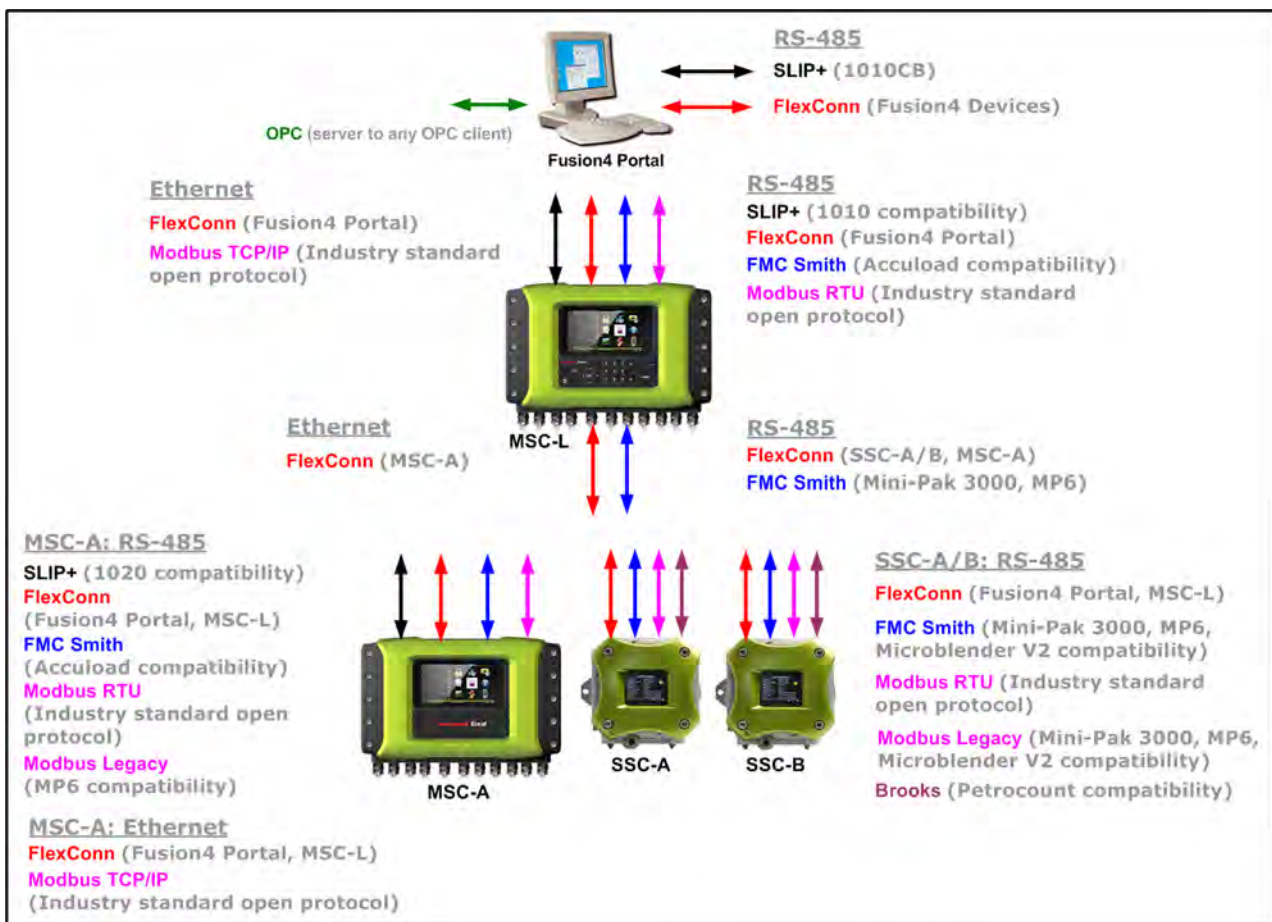 RS-485
SLIP+ (1010CB)
FlexConn (Fusion4 Devices)
OPC (server to any OPC client)
Fusion4 Portal
Ethernet
FlexConn (Fusion4 Portal)
Modbus TCP/IP (Industry standard
open protocol)
RS-485
SLIP+ (1010 compatibility)
FlexConn (Fusion4 Portal)
FMC Smith (Accuload compatibility)
Modbus RTU (Industry standard
open protocol)
MSC-L
Ethernet
FlexConn (MSC-A)
RS-485
FlexConn (SSC-A/B, MSC-A)
FMC Smith (Mini-Pak 3000, MP6)
MSC-A: RS-485
SLIP+ (1020 compatibility)
FlexConn
(Fusion4 Portal, MSC-L)
FMC Smith
(Accuload compatibility)
Modbus RTU
(Industry standard open
protocol)
Modbus Legacy
(MP6 compatibility)
MSC-A: Ethernet
FlexConn (Fusion4 Portal, MSC-L)
Modbus TCP/IP
(Industry standard open protocol)
MSC-A
SSC-A
SSC-B
SSC-A/B: RS-485
FlexConn (Fusion4 Portal, MSC-L)
FMC Smith (Mini-Pak 3000, MP6,
Microblender V2 compatibility)
Modbus RTU (Industry standard
open protocol)
Modbus Legacy (Mini-Pak 3000, MP6,
Microblender V2 compatibility)
Brooks (Petrocount compatibility)